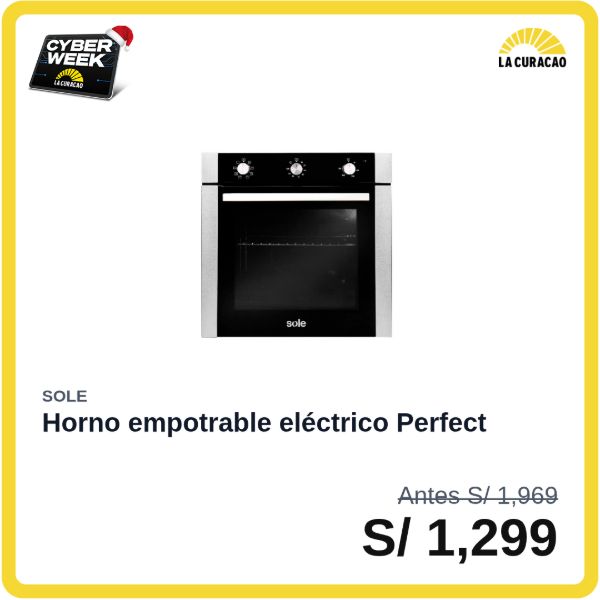 CYBER
WEEK
LA CURACAO
LA CURACAO
sole
SOLE
Horno empotrable eléctrico Perfect
Antes S/ 1,969
S/ 1,299